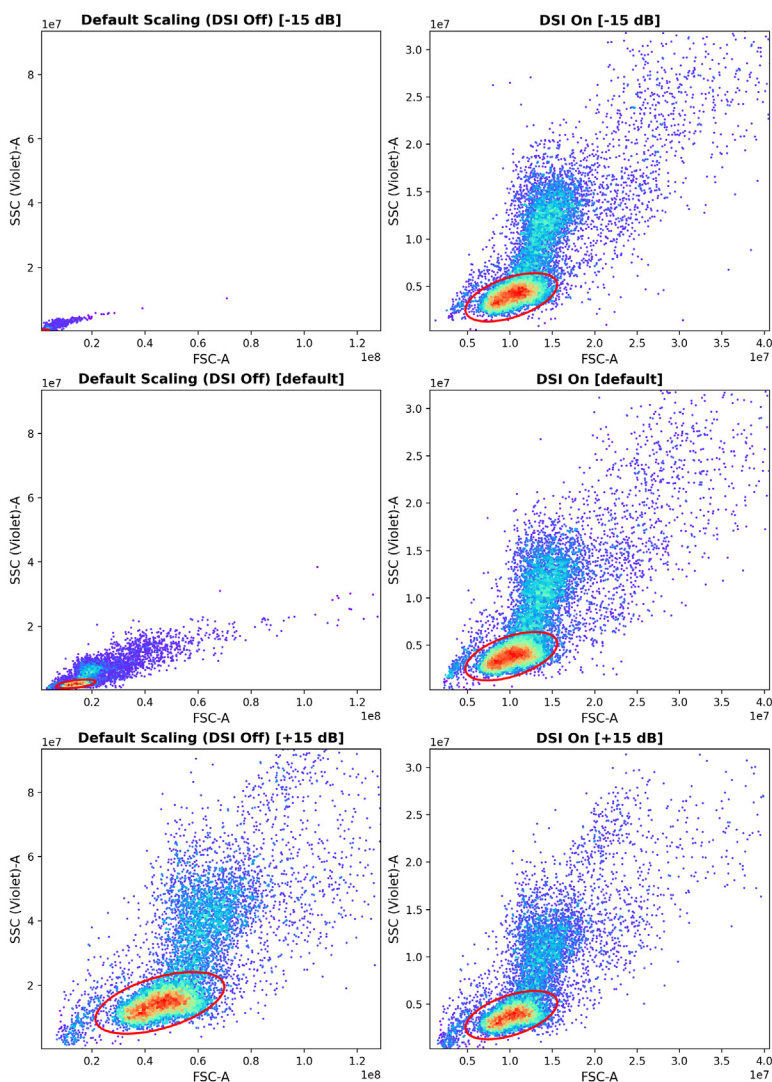 Default Scaling (DSI Off) [-15 dB]
1e7
8
6
4
2
SSC (Violet)-A
0.2 0.4 0.6 0.8 1.0 1.2
FSC-A
1e8
DSI On [-15 dB]
1e7
3.0
2.5
2.0
1.5
1.0
0.5
SSC (Violet)-A
0.5 1.0 1.5 2.0 2.5 3.0 3.5 4.0
FSC-A
1e7
Default Scaling (DSI Off) [default]
1e7
8
6
4
2
SSC (Violet)-A
0.2 0.4 0.6 0.8 1.0 1.2
FSC-A
1e8
DSI On [default]
1e7
3.0
2.5
2.0
1.5
1.0
0.5
SSC (Violet)-A
0.5 1.0 1.5 2.0 2.5 3.0 3.5 4.0
FSC-A
1e7
Default Scaling (DSI Off) [+15 dB]
1e7
8
6
4
2
SSC (Violet)-A
0.2 0.4 0.6 0.8 1.0 1.2
FSC-A
1e8
DSI On [+15 dB]
1e7
3.0
2.5
2.0
1.5
1.0
0.5
SSC (Violet)-A
0.5 1.0 1.5 2.0 2.5 3.0 3.5 4.0
FSC-A
1e7